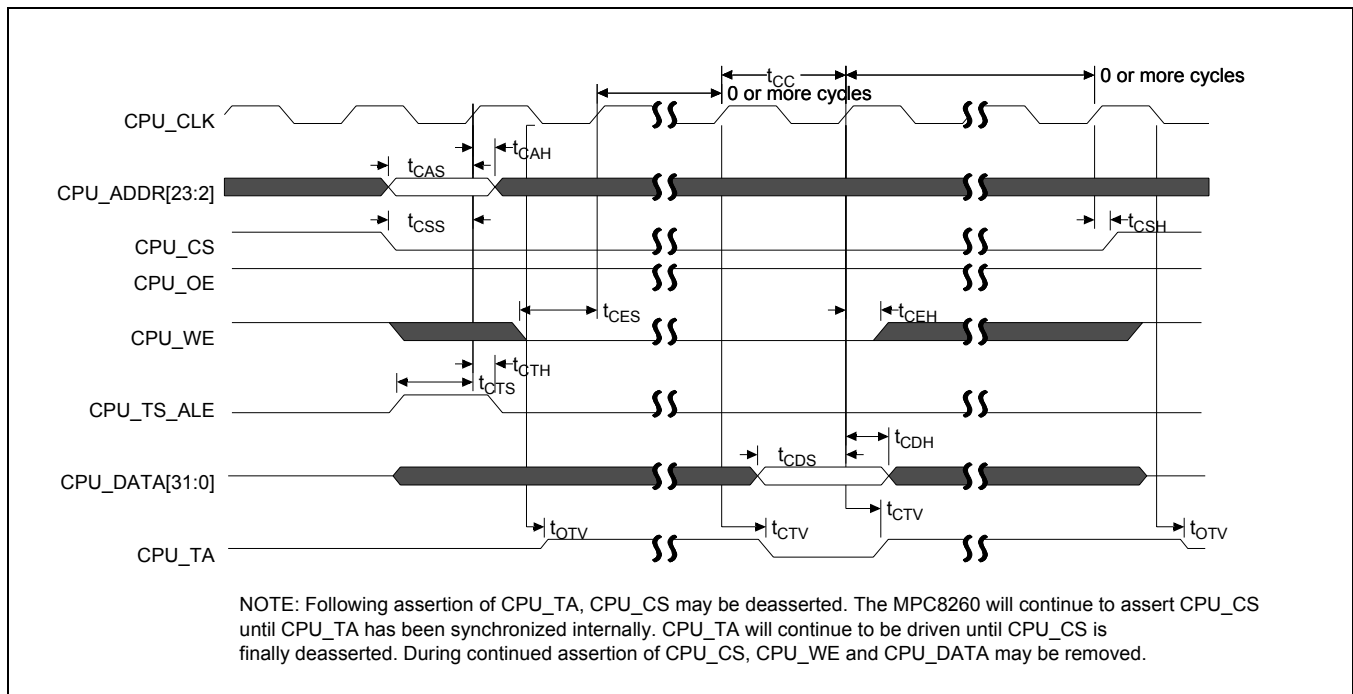 tCC
0 or more cycles
0 or more cycles
CPU_CLK
tCAH
tCAS
CPU_ADDR[23:2]
tCSS
tCSH
CPU_CS
CPU_OE
tCES
tCEH
CPU_WE
tCTH
tCTS
CPU_TS_ALE
tCDH
tCDS
CPU_DATA[31:0]
tCTV
tOTV
tCTV
tOTV
CPU_TA
NOTE: Following assertion of CPU_TA, CPU_CS may be deasserted. The MPC8260 will continue to assert CPU_CS
until CPU_TA has been synchronized internally. CPU_TA will continue to be driven until CPU_CS is
finally deasserted. During continued assertion of CPU_CS, CPU_WE and CPU_DATA may be removed.